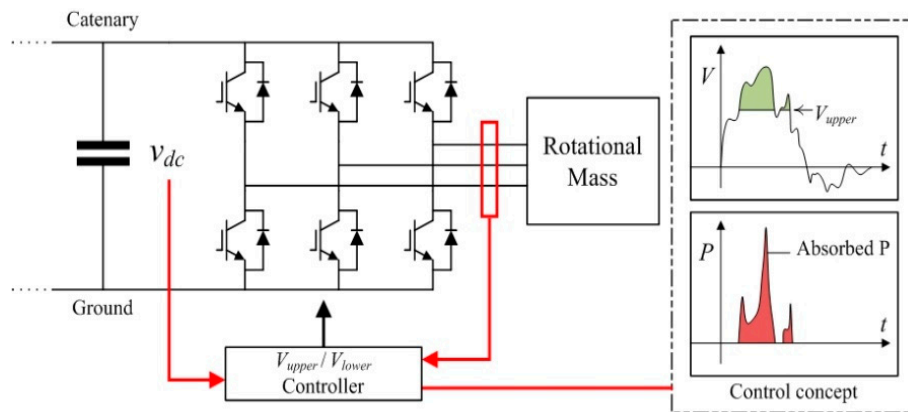 Catenary
v_dc
Ground
Rotational
Mass
V_upper / V_lower
Controller
V
V_upper
t
P
Absorbed P
t
Control concept